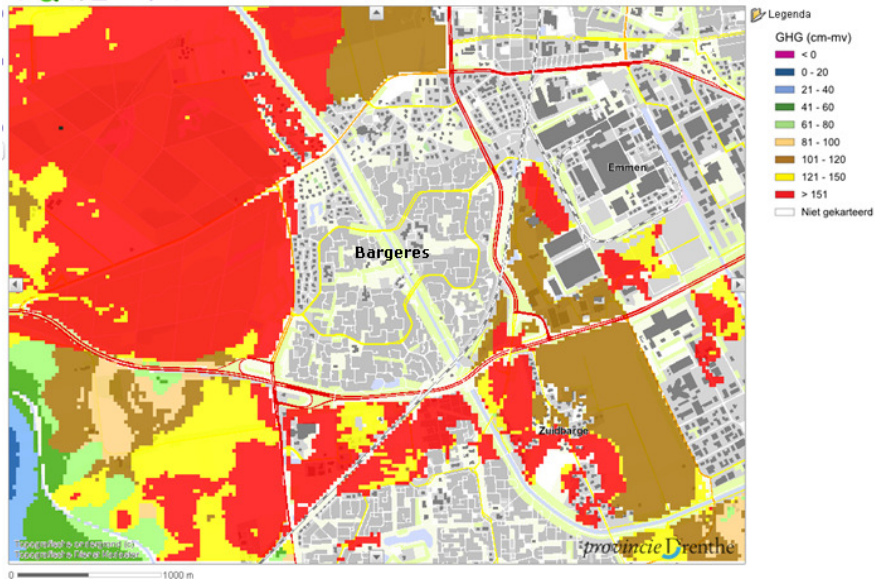 Legenda
GHG (cm-mv)
< 0
0 - 20
21 - 40
41 - 60
61 - 80
81 - 100
101 - 120
121 - 150
> 151
Niet gekarteerd
Emmen
Bargeres
Zuidbarge
provincie Drenthe
0 1000 m